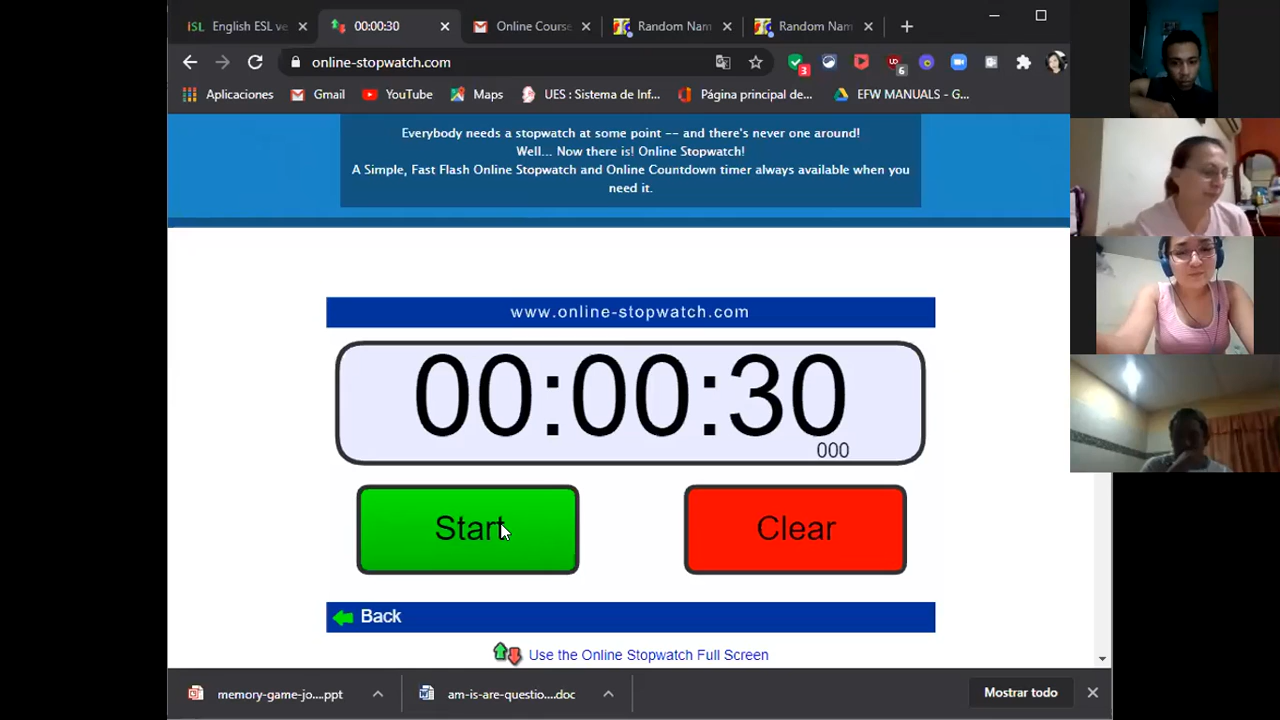 English ESL ve
00:00:30
Online Course
Random Nam
Random Nam
online-stopwatch.com
3
6
Aplicaciones
Gmail
YouTube
Maps
UES : Sistema de Inf...
Página principal de...
EFW MANUALS - G...
Everybody needs a stopwatch at some point -- and there's never one around!
Well... Now there is! Online Stopwatch!
A Simple, Fast Flash Online Stopwatch and Online Countdown timer always available when you
need it.
www.online-stopwatch.com
00:00:30
000
Start
Clear
Back
Use the Online Stopwatch Full Screen
memory-game-jo....ppt
am-is-are-questio....doc
Mostrar todo